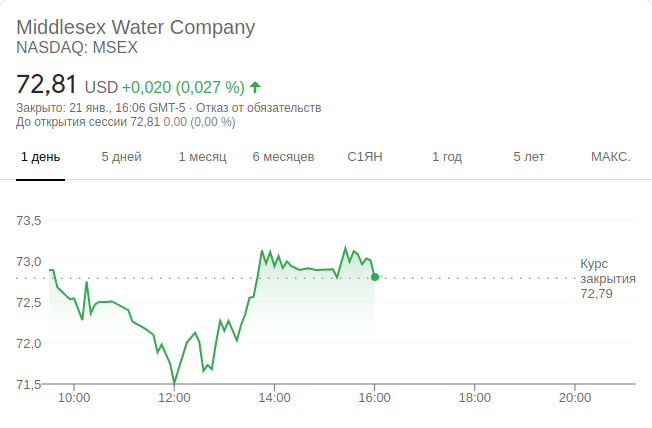 Middlesex Water Company
NASDAQ: MSEX
72,81 USD +0,020 (0,027 %)
Закрыто: 21 янв., 16:06 GMT-5 · Отказ от обязательств
До открытия сессии 72,81 0,00 (0,00 %)
1 день 5 дней 1 месяц 6 месяцев С1ЯН 1 год 5 лет МАКС.
73,5
73,0
72,5
72,0
71,5
Курс
закрытия
72,79
10:00 12:00 14:00 16:00 18:00 20:00